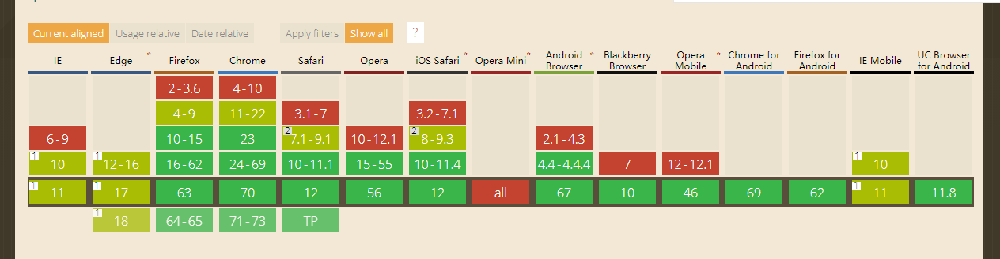 Current aligned Usage relative Date relative Apply filters Show all ?
IE Edge * Firefox Chrome Safari Opera iOS Safari * Opera Mini * Android Browser * Blackberry Browser Opera Mobile * Chrome for Android Firefox for Android IE Mobile UC Browser for Android
2-3.6 4-10
4-9 11-22 3.1-7 3.2-7.1
6-9 10-15 23 2 7.1-9.1 10-12.1 2 8-9.3 2.1-4.3
1 10 1 12-16 16-62 24-69 10-11.1 15-55 10-11.4 4.4-4.4.4 7 12-12.1 1 10
1 11 1 17 63 70 12 56 12 all 67 10 46 69 62 1 11 11.8
1 18 64-65 71-73 TP